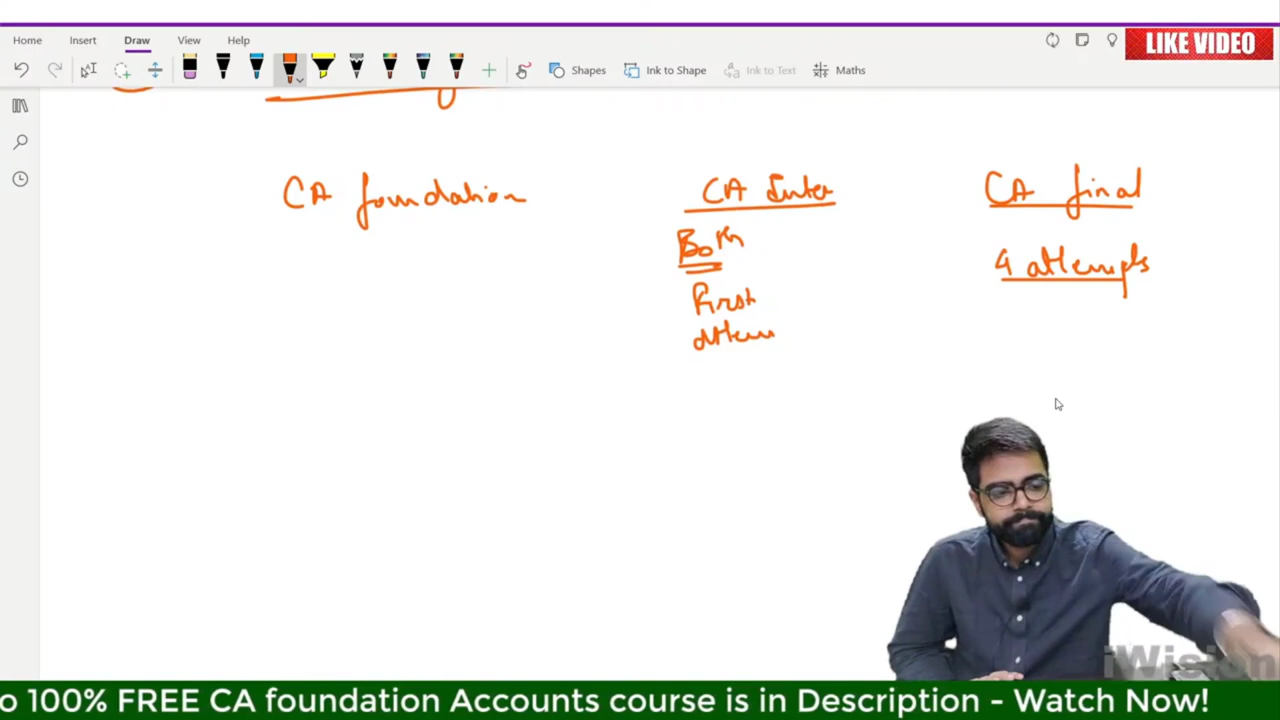 Home Insert Draw View Help
LIKE VIDEO
Shapes Ink to Shape Ink to Text Maths
CA foundation CA Inter CA final
Both 4 attempts
First
Attem
iWision
o 100% FREE CA foundation Accounts course is in Description - Watch Now!